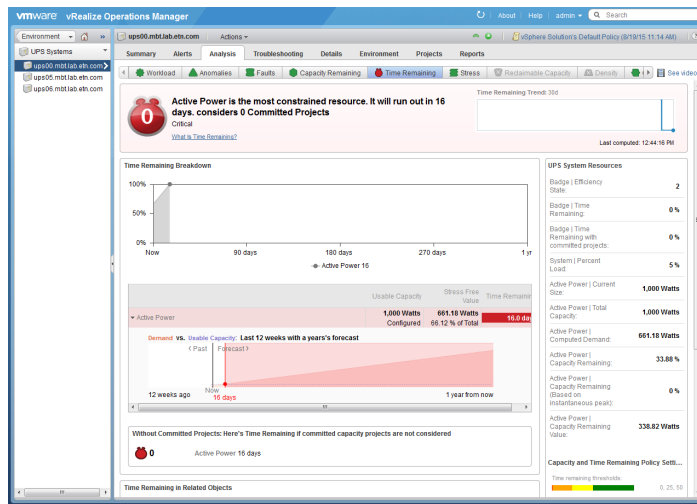 vmware vRealize Operations Manager
About Help admin Search
Environment
UPS Systems
ups00.mbt.lab.etn.com
ups05.mbt.lab.etn.com
ups06.mbt.lab.etn.com
ups00.mbt.lab.etn.com Actions
vSphere Solution's Default Policy (8/19/15 11:14 AM)
Summary Alerts Analysis Troubleshooting Details Environment Projects Reports
Workload Anomalies Faults Capacity Remaining Time Remaining Stress Reclaimable Capacity Density See video
0
Active Power is the most constrained resource. It will run out in 16
days. considers 0 Committed Projects
Critical
What Is Time Remaining?
Time Remaining Trend: 30d
Last computed: 12:44:16 PM
Time Remaining Breakdown
100%
50%
0%
Now 90 days 180 days 270 days 1 yr
Active Power 16
Usable Capacity Stress Free Value Time Remaining
Active Power
1,000 Watts 661.18 Watts 16.0 day
Configured 66.12 % of Total
Demand vs. Usable Capacity: Last 12 weeks with a years's forecast
< Past Forecast >
Now
12 weeks ago 16 days 1 year from now
Without Committed Projects: Here's Time Remaining if committed capacity projects are not considered
0 Active Power 16 days
Time Remaining in Related Objects
UPS System Resources
Badge | Efficiency State: 2
Badge | Time Remaining: 0 %
Badge | Time Remaining with committed projects: 0 %
System | Percent Load: 5 %
Active Power | Current Size: 1,000 Watts
Active Power | Total Capacity: 1,000 Watts
Active Power | Computed Demand: 661.18 Watts
Active Power | Capacity Remaining: 33.88 %
Active Power | Capacity Remaining (Based on instantaneous peak): 0 %
Active Power | Capacity Remaining Value: 338.82 Watts
Capacity and Time Remaining Policy Setti...
Time remaining thresholds: 0, 25, 50